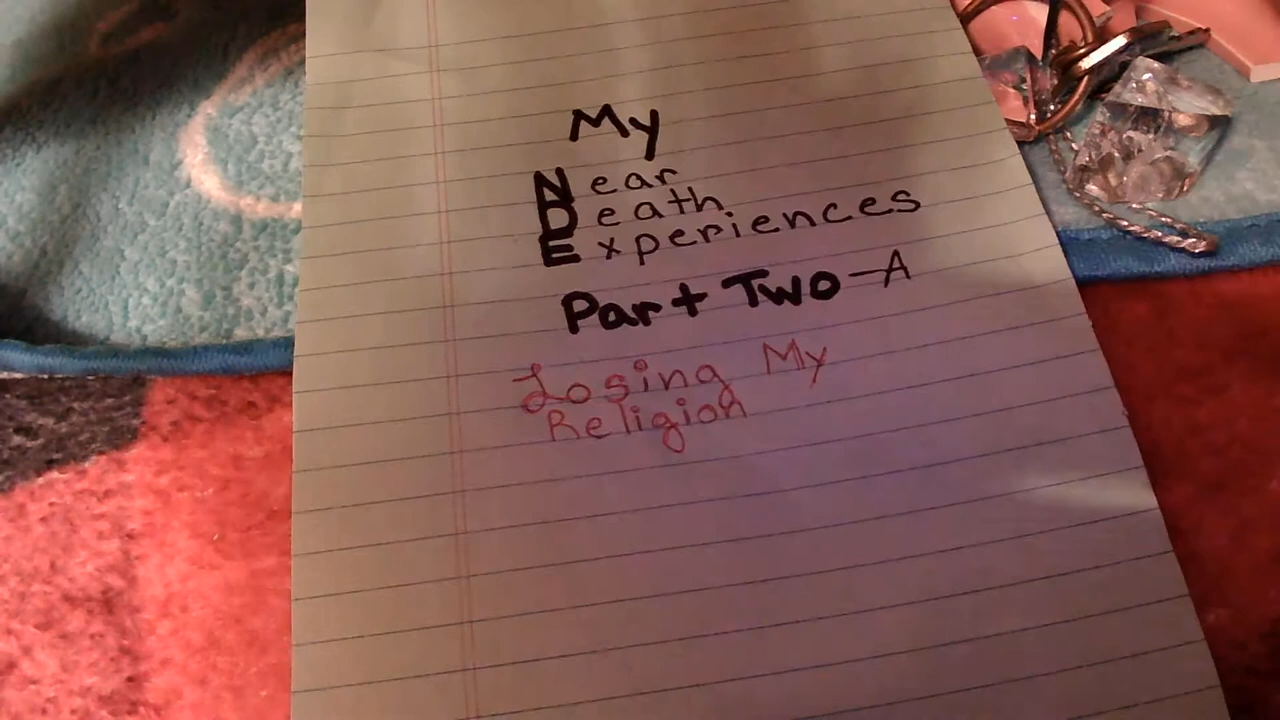 My
Near
Death
Experiences
Part Two-A
Losing My
Religion